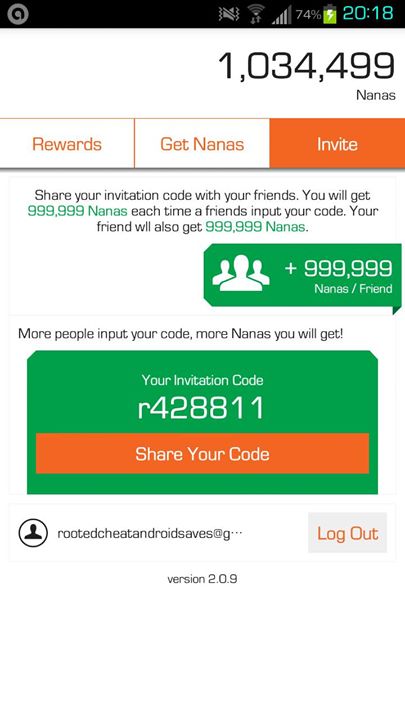 74% 20:18
1,034,499
Nanas
Rewards
Get Nanas
Invite
Share your invitation code with your friends. You will get
999,999 Nanas each time a friends input your code. Your
friend wll also get 999,999 Nanas.
+ 999,999
Nanas / Friend
More people input your code, more Nanas you will get!
Your Invitation Code
r428811
Share Your Code
rootedcheatandroidsaves@g···
Log Out
version 2.0.9